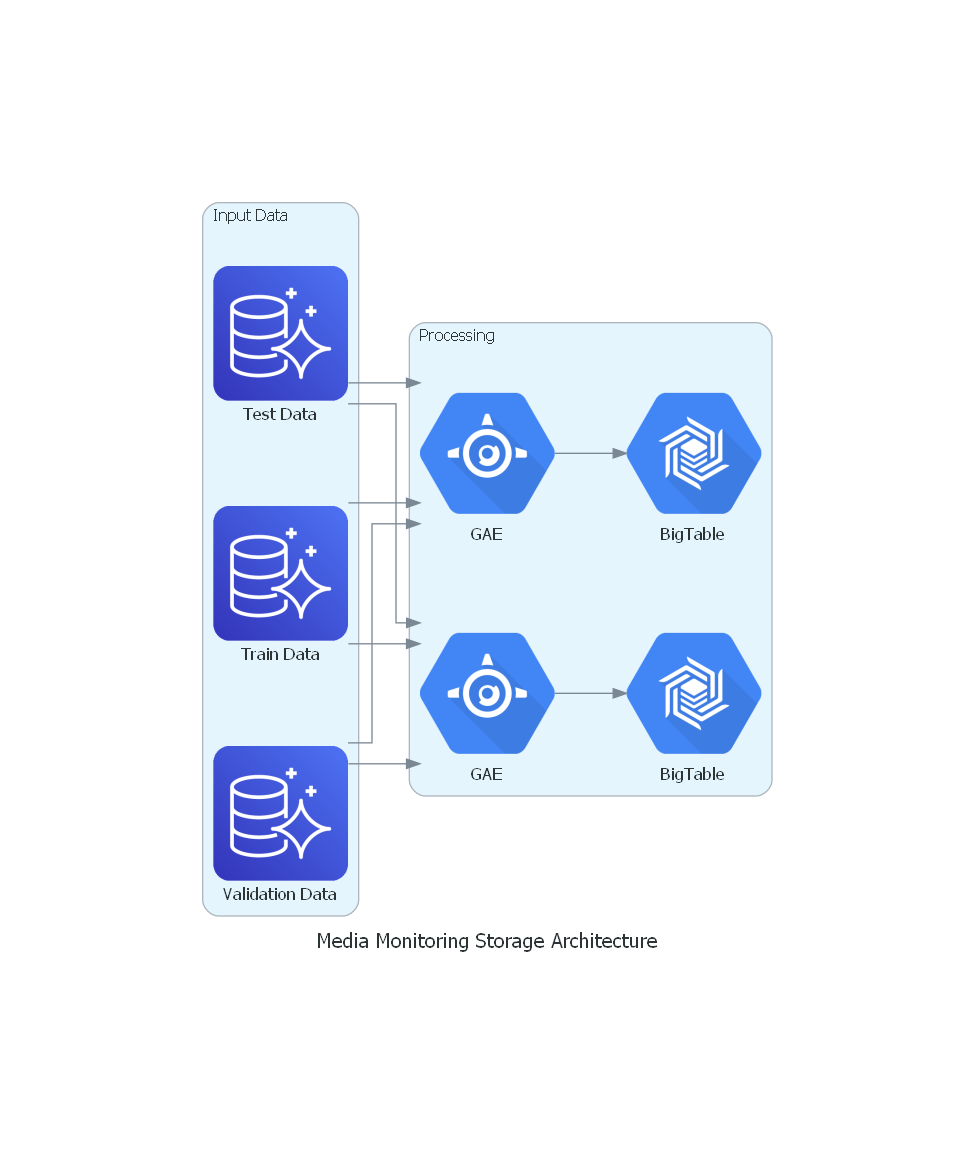 Input Data
Test Data
Train Data
Validation Data
Processing
GAE
BigTable
GAE
BigTable
Media Monitoring Storage Architecture